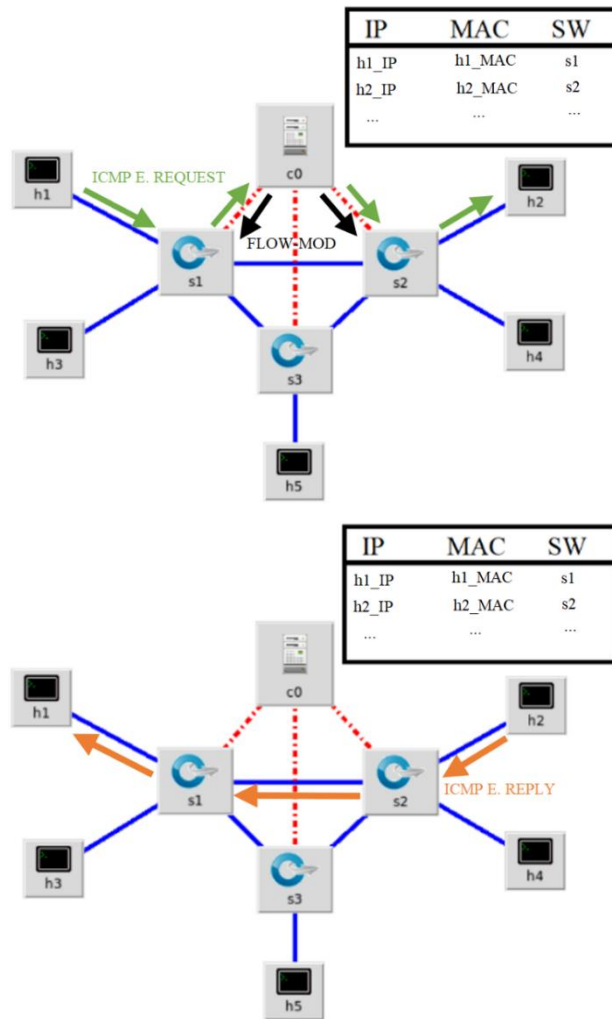 IP MAC SW
h1_IP h1_MAC s1
h2_IP h2_MAC s2
... ... ...
c0
h1
ICMP E. REQUEST
h2
FLOW-MOD
s1
s2
h3
h4
s3
h5
IP MAC SW
h1_IP h1_MAC s1
h2_IP h2_MAC s2
... ... ...
c0
h1
h2
ICMP E. REPLY
s1
s2
h3
h4
s3
h5